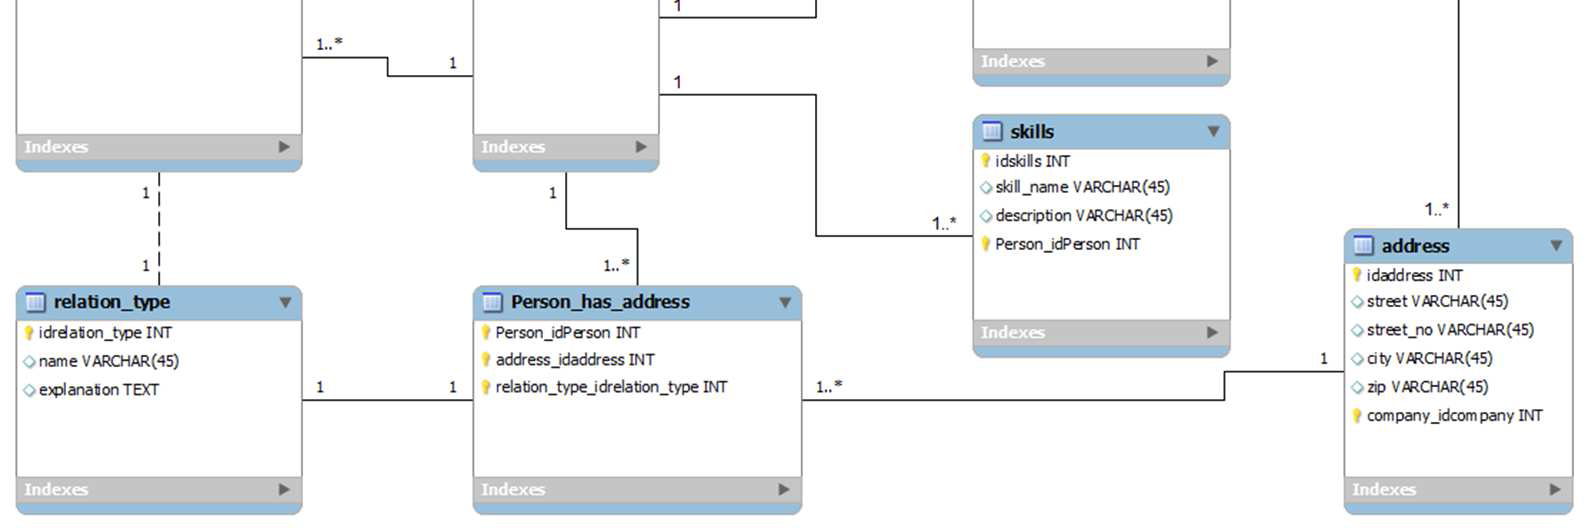 1
1..*
1
1
Indexes
Indexes
Indexes
1
1
1
1..*
skills
idskills INT
skill_name VARCHAR(45)
description VARCHAR(45)
Person_idPerson INT
Indexes
1..*
1..*
address
idaddress INT
street VARCHAR(45)
street_no VARCHAR(45)
city VARCHAR(45)
zip VARCHAR(45)
company_idcompany INT
Indexes
relation_type
idrelation_type INT
name VARCHAR(45)
explanation TEXT
Indexes
1
1
Person_has_address
Person_idPerson INT
address_idaddress INT
relation_type_idrelation_type INT
Indexes
1..*
1